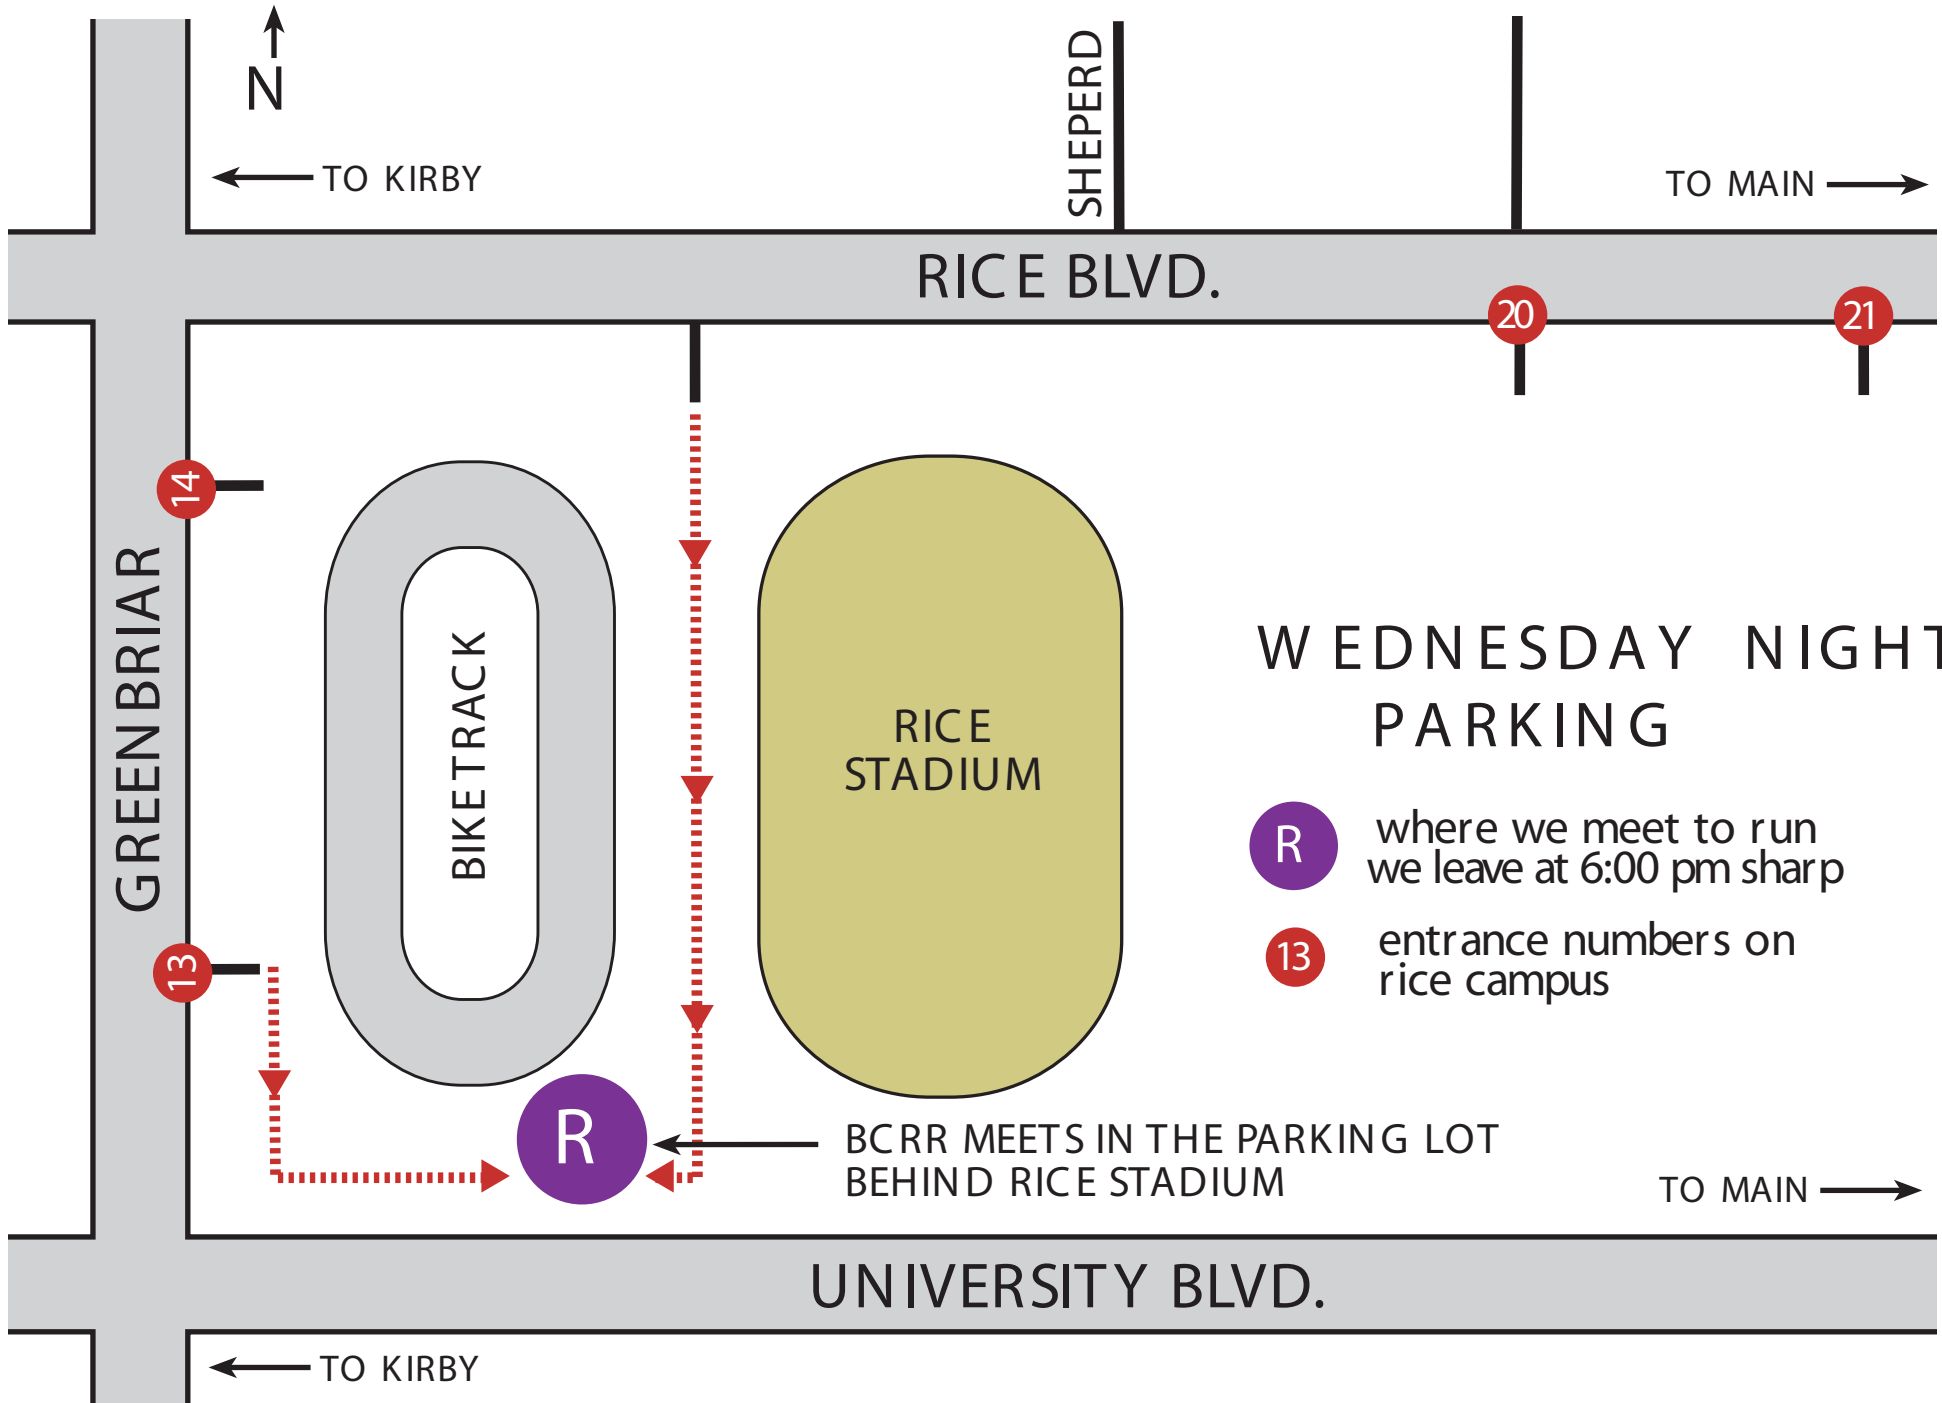 N
SHEPERD
TO KIRBY
TO MAIN
RICE BLVD.
20
21
14
GREENBRIAR
BIKE TRACK
RICE
STADIUM
WEDNESDAY NIGHT
PARKING
R
where we meet to run
we leave at 6:00 pm sharp
13
entrance numbers on
rice campus
13
R
BCRR MEETS IN THE PARKING LOT
BEHIND RICE STADIUM
TO MAIN
UNIVERSITY BLVD.
TO KIRBY